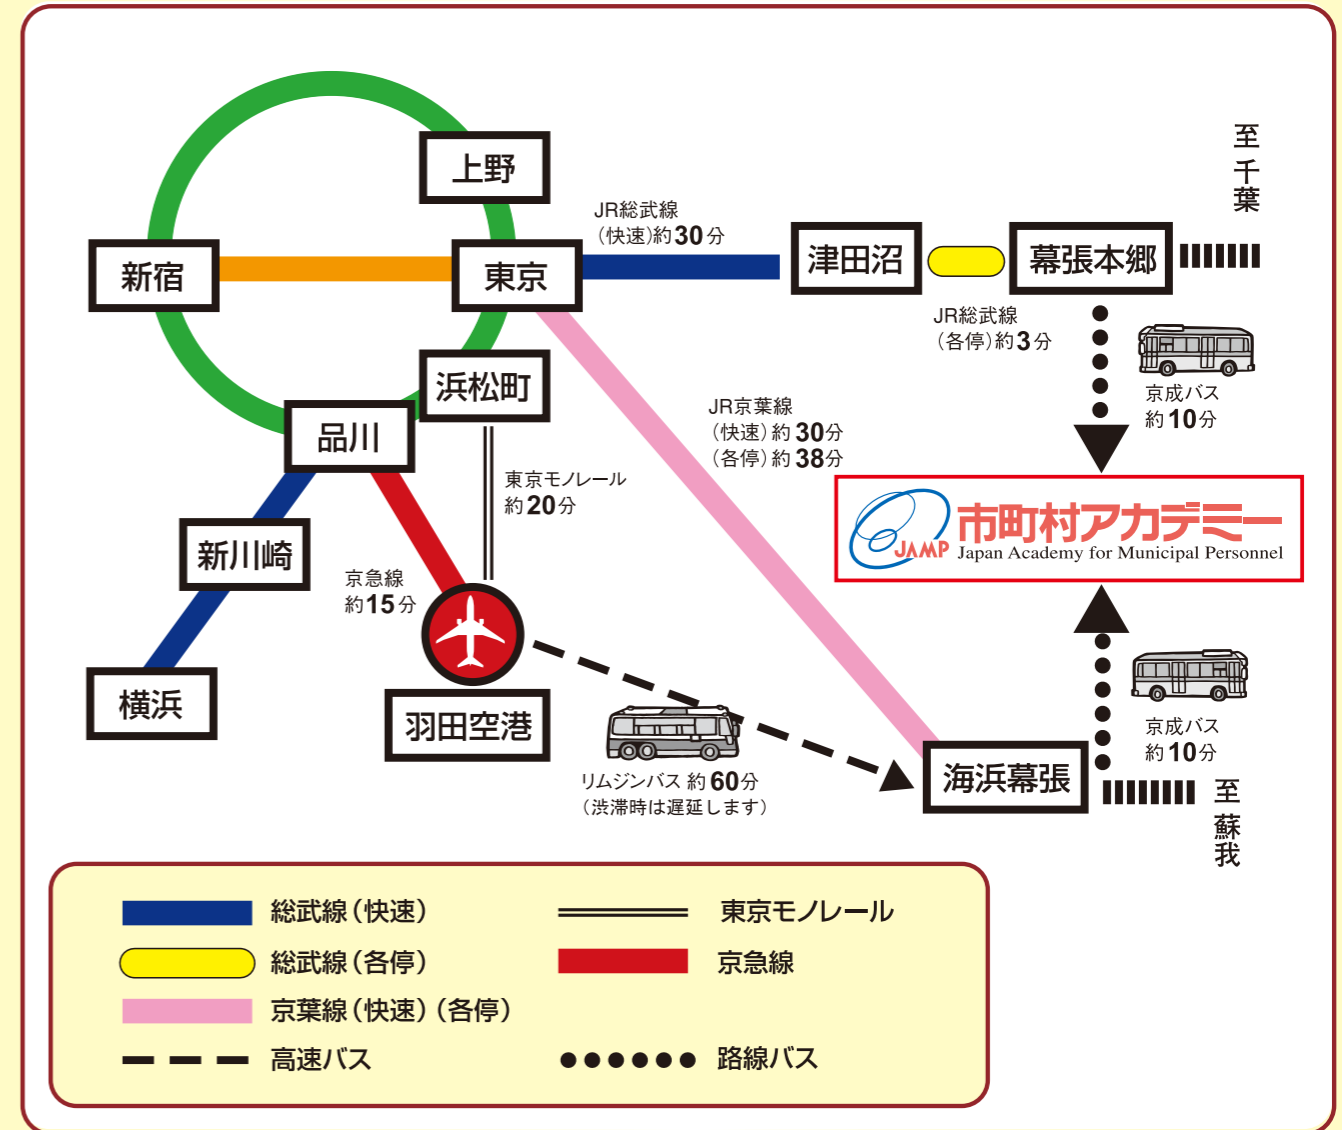 至千葉
上野
JR総武線
（快速）約30分
新宿
東京
津田沼
幕張本郷
JR総武線
（各停）約3分
浜松町
京成バス
約10分
品川
JR京葉線
（快速）約30分
（各停）約38分
東京モノレール
約20分
市町村アカデミー
JAMP
Japan Academy for Municipal Personnel
新川崎
京急線
約15分
横浜
羽田空港
京成バス
約10分
リムジンバス 約60分
（渋滞時は遅延します）
海浜幕張
至蘇我
総武線（快速）
東京モノレール
総武線（各停）
京急線
京葉線（快速）（各停）
高速バス
路線バス